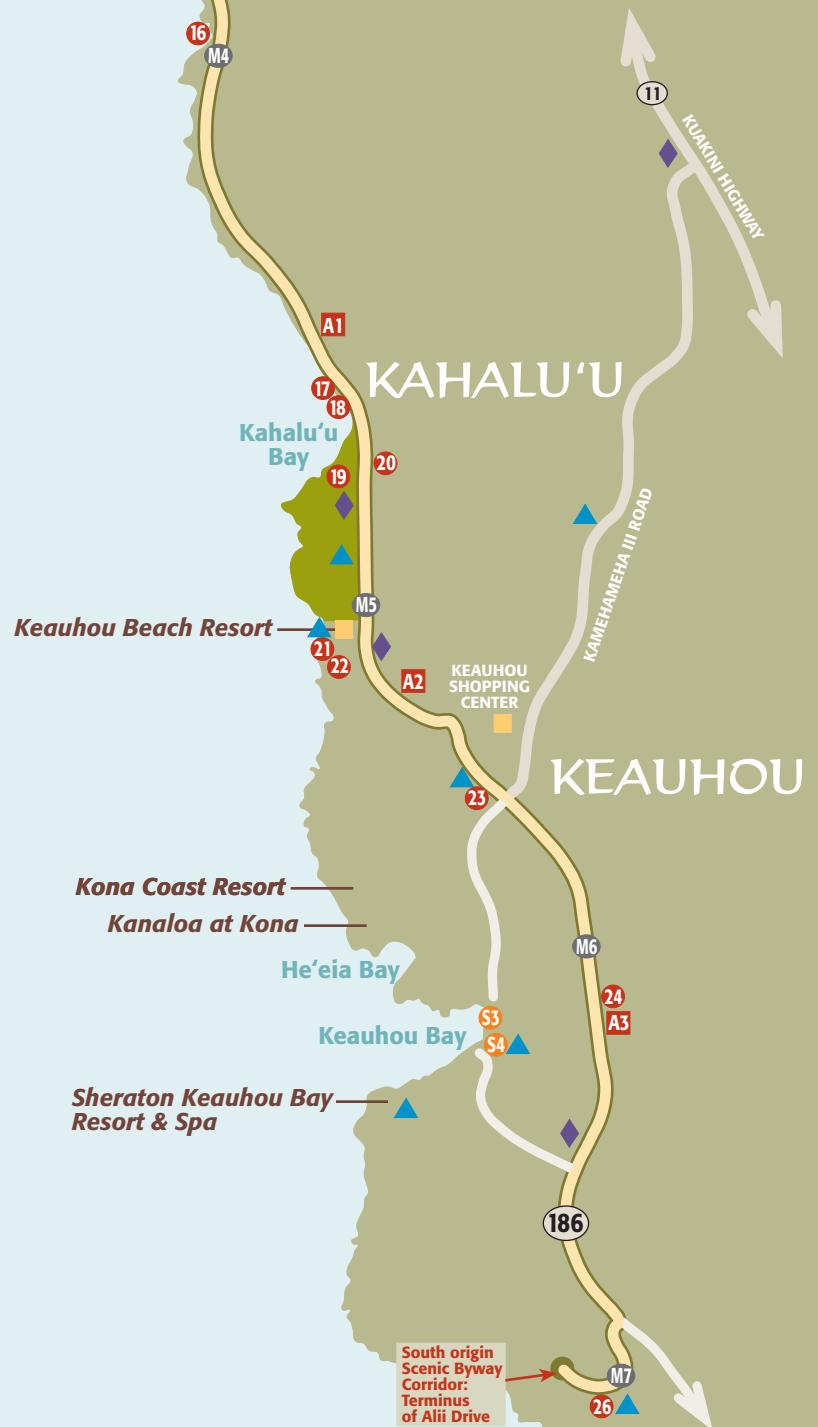 16
M4
11
KUAKINI HIGHWAY
A1
KAHALU‘U
17
18
Kahalu‘u
Bay
20
19
KAMEHAMEHA III ROAD
M5
Keauhou Beach Resort
21
22
A2
KEAUHOU
SHOPPING
CENTER
KEAUHOU
23
Kona Coast Resort
Kanaloa at Kona
M6
He‘eia Bay
24
A3
S3
Keauhou Bay
S4
Sheraton Keauhou Bay
Resort & Spa
186
South origin
Scenic Byway
Corridor:
Terminus
of Alii Drive
M7
26